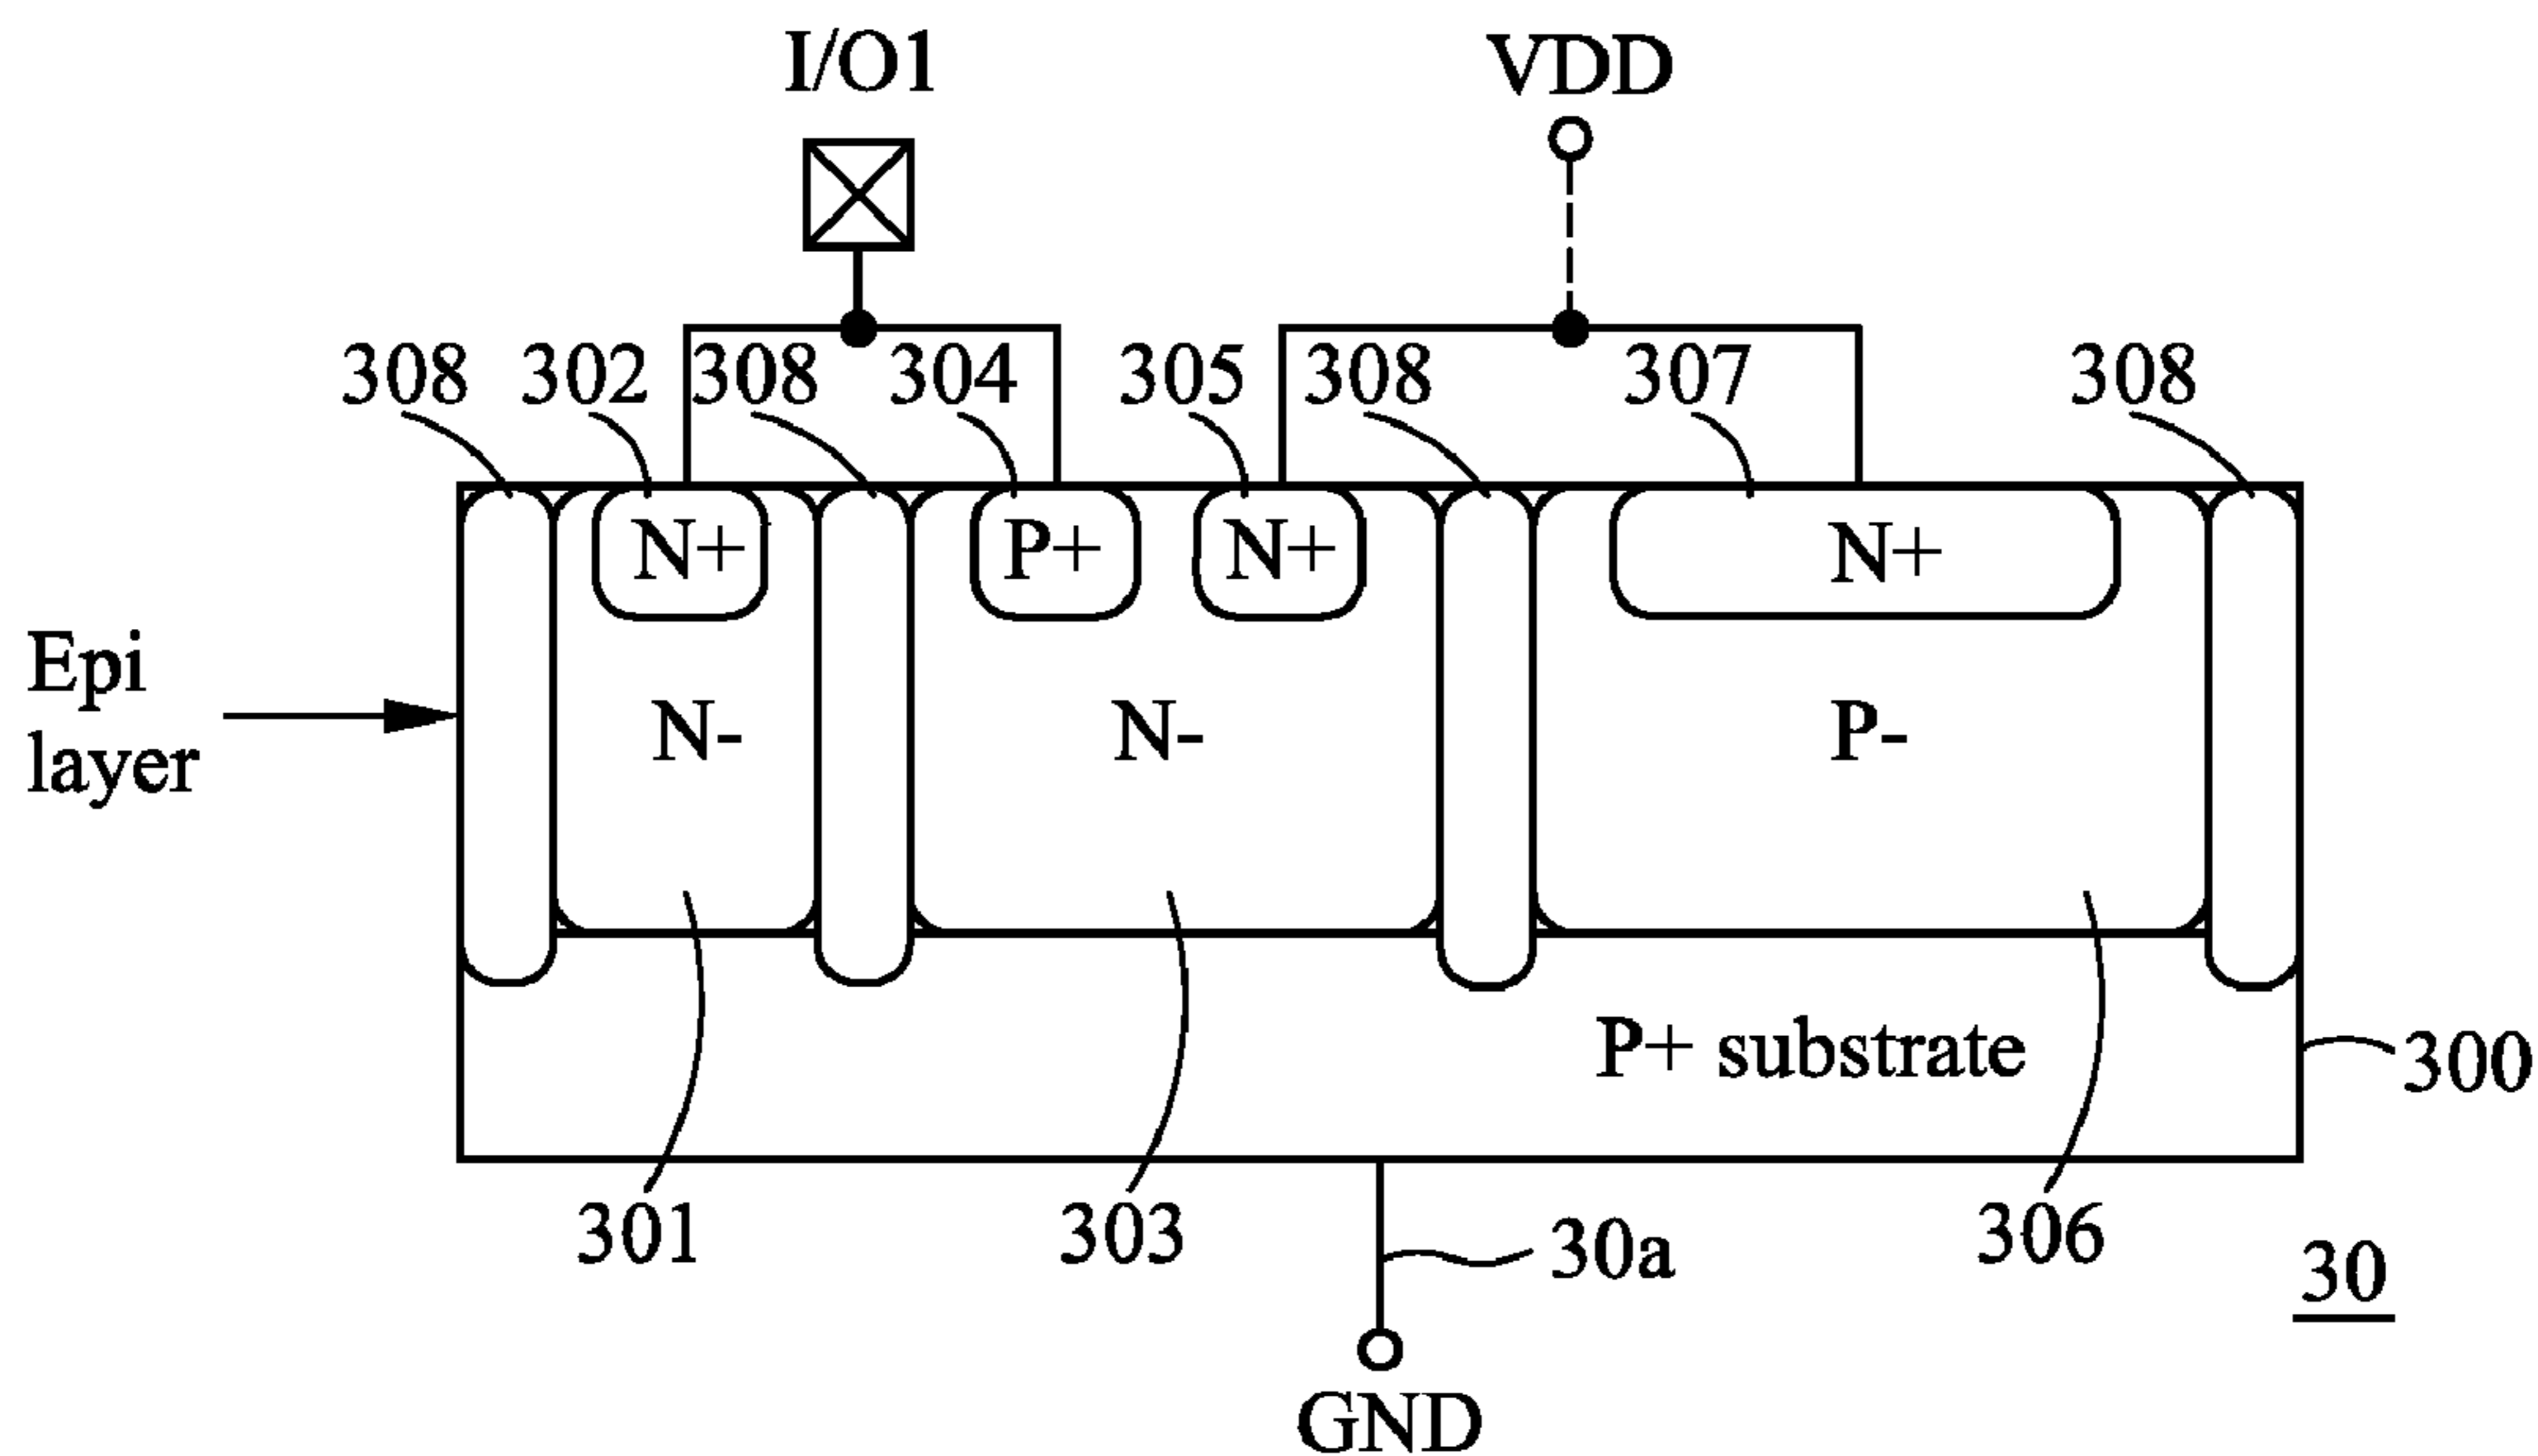 I/O1
VDD
308
302
308
304
305
308
307
308
N+
P+
N+
N+
Epi
layer
N-
N-
P-
P+ substrate
300
301
303
30a
306
30
GND